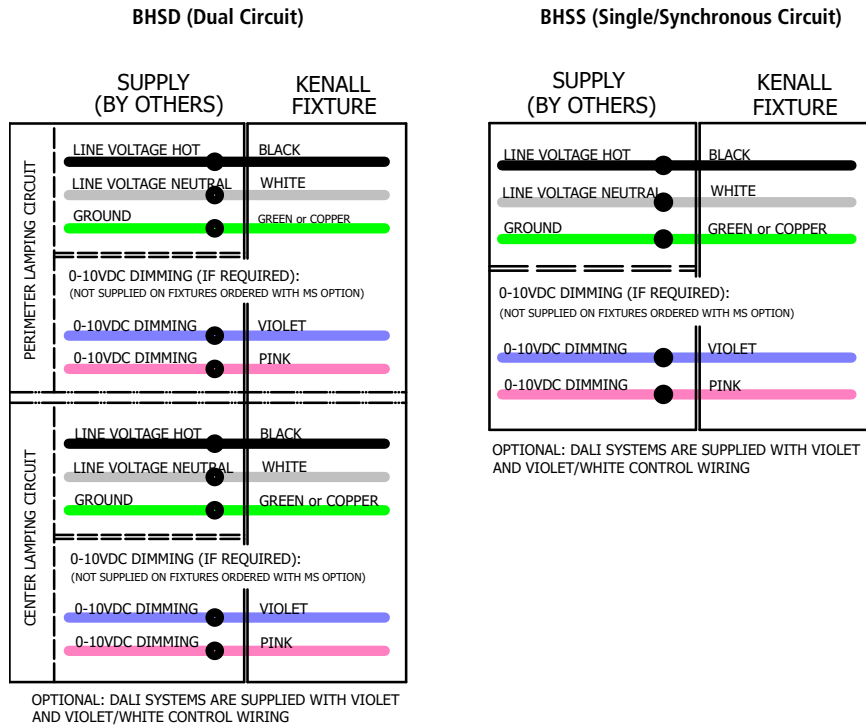 BHSD (Dual Circuit)
SUPPLY
(BY OTHERS)
KENALL
FIXTURE
PERIMETER LAMPING CIRCUIT
LINE VOLTAGE HOT
BLACK
LINE VOLTAGE NEUTRAL
WHITE
GROUND
GREEN or COPPER
0-10VDC DIMMING (IF REQUIRED):
(NOT SUPPLIED ON FIXTURES ORDERED WITH MS OPTION)
0-10VDC DIMMING
VIOLET
0-10VDC DIMMING
PINK
CENTER LAMPING CIRCUIT
LINE VOLTAGE HOT
BLACK
LINE VOLTAGE NEUTRAL
WHITE
GROUND
GREEN or COPPER
0-10VDC DIMMING (IF REQUIRED):
(NOT SUPPLIED ON FIXTURES ORDERED WITH MS OPTION)
0-10VDC DIMMING
VIOLET
0-10VDC DIMMING
PINK
OPTIONAL: DALI SYSTEMS ARE SUPPLIED WITH VIOLET
AND VIOLET/WHITE CONTROL WIRING
BHSS (Single/Synchronous Circuit)
SUPPLY
(BY OTHERS)
KENALL
FIXTURE
LINE VOLTAGE HOT
BLACK
LINE VOLTAGE NEUTRAL
WHITE
GROUND
GREEN or COPPER
0-10VDC DIMMING (IF REQUIRED):
(NOT SUPPLIED ON FIXTURES ORDERED WITH MS OPTION)
0-10VDC DIMMING
VIOLET
0-10VDC DIMMING
PINK
OPTIONAL: DALI SYSTEMS ARE SUPPLIED WITH VIOLET
AND VIOLET/WHITE CONTROL WIRING